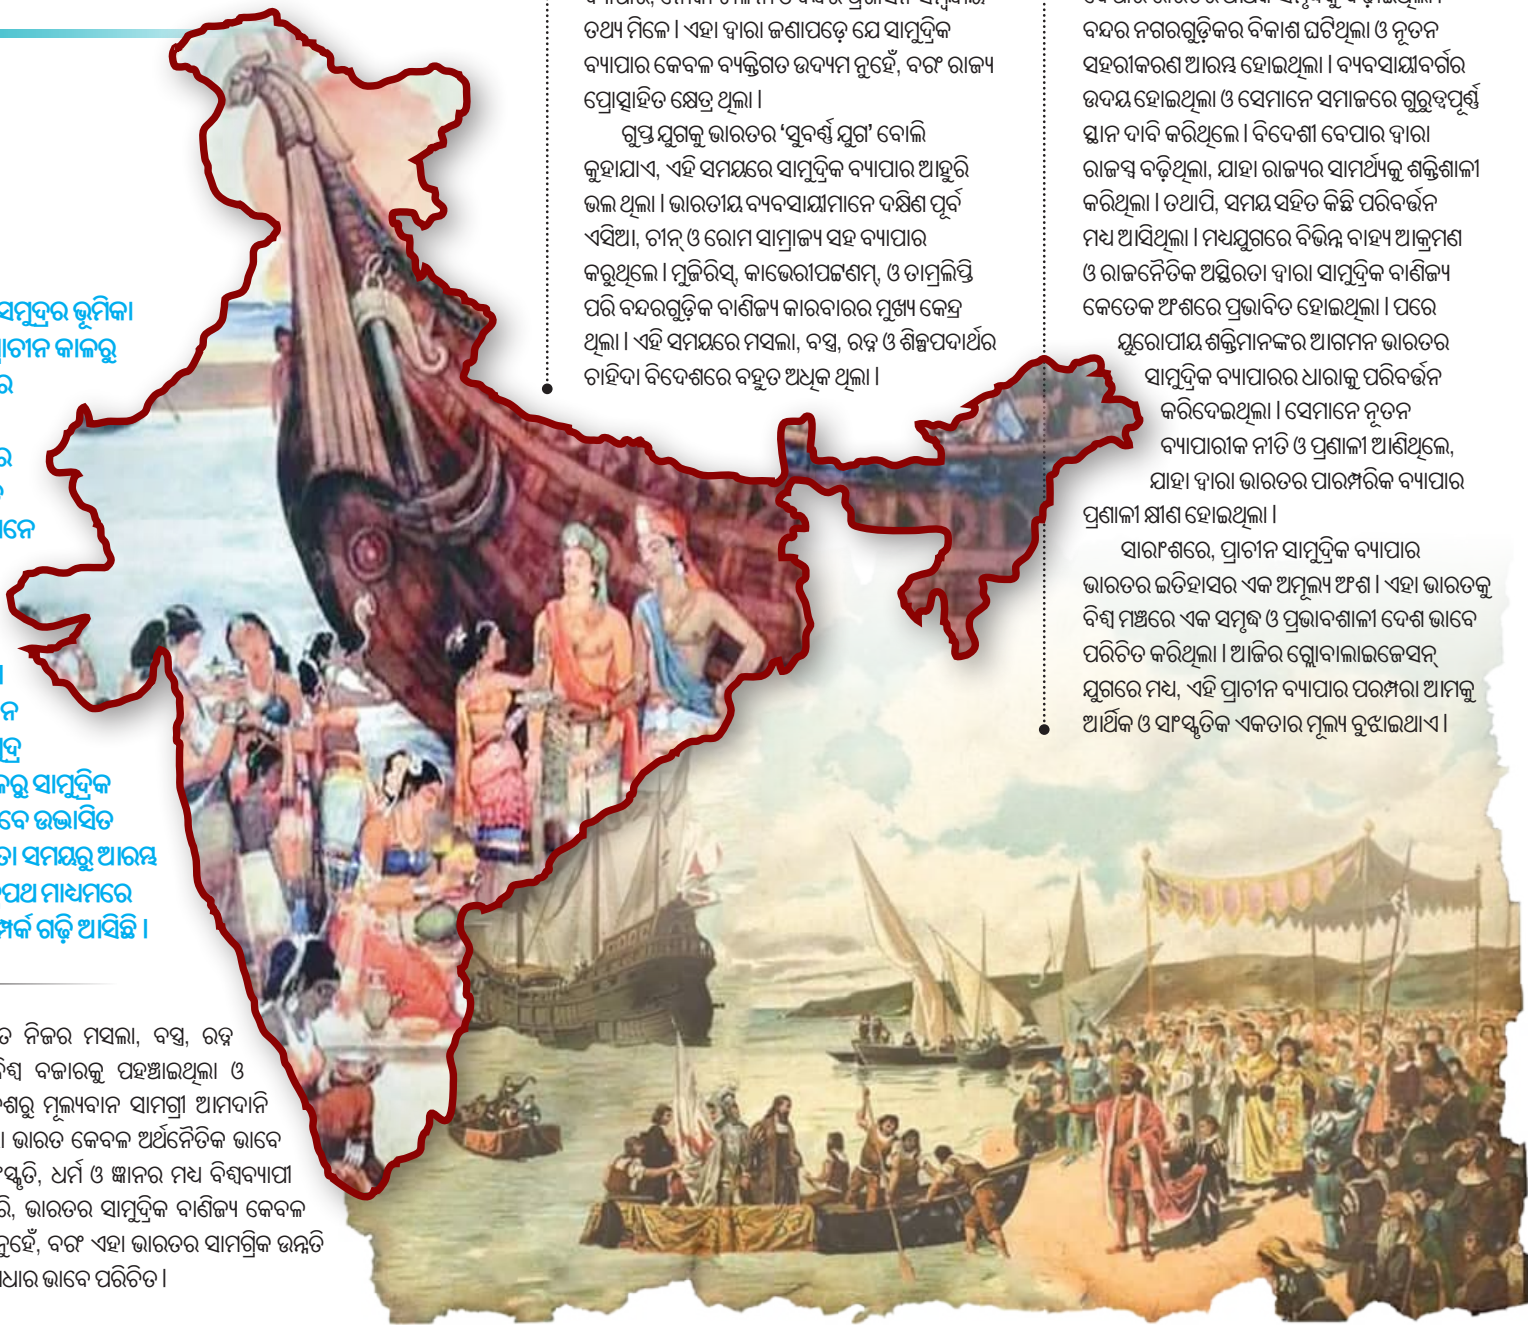 ସମୁଦ୍ରର ଭୂମିକା
ପ୍ରାଚୀନ କାଳରୁ
ସାମୁଦ୍ରିକ
ଉଦ୍ଭାସିତ
ସମୟରୁ ଆରମ୍ଭ
ମାଧ୍ୟମରେ
ଗଢ଼ି ଆସିଛି ।
ନିଜର ମସଲା, ବସ୍ତ୍ର, ରତ୍ନ
ବିଶ୍ୱ ବଜାରକୁ ପହଞ୍ଚାଇଥିଲା ଓ
ମୂଲ୍ୟବାନ ସାମଗ୍ରୀ ଆମଦାନି
ଭାରତ କେବଳ ଅର୍ଥନୈତିକ ଭାବେ
ଧର୍ମ ଓ ଜ୍ଞାନର ମଧ୍ୟ ବିଶ୍ୱବ୍ୟାପୀ
ଭାରତର ସାମୁଦ୍ରିକ ବାଣିଜ୍ୟ କେବଳ
ନୁହେଁ, ବରଂ ଏହା ଭାରତର ସାମଗ୍ରିକ ଉନ୍ନତି
ଭାବେ ପରିଚିତ ।
ତଥ୍ୟ ମିଳେ । ଏହା ଦ୍ୱାରା ଜଣାପଡ଼େ ଯେ ସାମୁଦ୍ରିକ
ବ୍ୟାପାର କେବଳ ବ୍ୟକ୍ତିଗତ ଉଦ୍ୟମ ନୁହେଁ, ବରଂ ରାଜ୍ୟ
ପ୍ରୋତ୍ସାହିତ କ୍ଷେତ୍ର ଥିଲା ।
ଗୁପ୍ତ ଯୁଗକୁ ଭାରତର ‘ସୁବର୍ଣ୍ଣ ଯୁଗ’ ବୋଲି
କୁହାଯାଏ, ଏହି ସମୟରେ ସାମୁଦ୍ରିକ ବ୍ୟାପାର ଆହୁରି
ଭଲ ଥିଲା । ଭାରତୀୟ ବ୍ୟବସାୟୀମାନେ ଦକ୍ଷିଣ ପୂର୍ବ
ଏସିଆ, ଚୀନ୍ ଓ ରୋମ ସାମ୍ରାଜ୍ୟ ସହ ବ୍ୟାପାର
କରୁଥିଲେ । ମୁଜିରିସ୍, କାଭେରୀପଟ୍ଟଣମ୍, ଓ ତାମ୍ରଲିପ୍ତି
ପରି ବନ୍ଦରଗୁଡ଼ିକ ବାଣିଜ୍ୟ କାରବାରର ମୁଖ୍ୟ କେନ୍ଦ୍ର
ଥିଲା । ଏହି ସମୟରେ ମସଲା, ବସ୍ତ୍ର, ରତ୍ନ ଓ ଶିଳ୍ପପଦାର୍ଥର
ଚାହିଦା ବିଦେଶରେ ବହୁତ ଅଧିକ ଥିଲା ।
ବନ୍ଦର ନଗରଗୁଡ଼ିକର ବିକାଶ ଘଟିଥିଲା ଓ ନୂତନ
ସହରୀକରଣ ଆରମ୍ଭ ହୋଇଥିଲା । ବ୍ୟବସାୟୀବର୍ଗର
ଉଦୟ ହୋଇଥିଲା ଓ ସେମାନେ ସମାଜରେ ଗୁରୁତ୍ୱପୂର୍ଣ୍ଣ
ସ୍ଥାନ ଦାବି କରିଥିଲେ । ବିଦେଶୀ ବେପାର ଦ୍ୱାରା
ରାଜସ୍ୱ ବଢ଼ିଥିଲା, ଯାହା ରାଜ୍ୟର ସାମର୍ଥ୍ୟକୁ ଶକ୍ତିଶାଳୀ
କରିଥିଲା । ତଥାପି, ସମୟ ସହିତ କିଛି ପରିବର୍ତ୍ତନ
ମଧ୍ୟ ଆସିଥିଲା । ମଧ୍ୟଯୁଗରେ ବିଭିନ୍ନ ବାହ୍ୟ ଆକ୍ରମଣ
ଓ ରାଜନୈତିକ ଅସ୍ଥିରତା ଦ୍ୱାରା ସାମୁଦ୍ରିକ ବାଣିଜ୍ୟ
କେତେକ ଅଂଶରେ ପ୍ରଭାବିତ ହୋଇଥିଲା । ପରେ
ୟୁରୋପୀୟ ଶକ୍ତିମାନଙ୍କର ଆଗମନ ଭାରତର
ସାମୁଦ୍ରିକ ବ୍ୟାପାରର ଧାରାକୁ ପରିବର୍ତ୍ତନ
କରିଦେଇଥିଲା । ସେମାନେ ନୂତନ
ବ୍ୟାପାରୀକ ନୀତି ଓ ପ୍ରଣାଳୀ ଆଣିଥିଲେ,
ଯାହା ଦ୍ୱାରା ଭାରତର ପାରମ୍ପରିକ ବ୍ୟାପାର
ପ୍ରଣାଳୀ କ୍ଷୀଣ ହୋଇଥିଲା ।
ସାରାଂଶରେ, ପ୍ରାଚୀନ ସାମୁଦ୍ରିକ ବ୍ୟାପାର
ଭାରତର ଇତିହାସର ଏକ ଅମୂଲ୍ୟ ଅଂଶ । ଏହା ଭାରତକୁ
ବିଶ୍ୱ ମଞ୍ଚରେ ଏକ ସମୃଦ୍ଧ ଓ ପ୍ରଭାବଶାଳୀ ଦେଶ ଭାବେ
ପରିଚିତ କରିଥିଲା । ଆଜିର ଗ୍ଲୋବାଲାଇଜେସନ୍
ଯୁଗରେ ମଧ୍ୟ, ଏହି ପ୍ରାଚୀନ ବ୍ୟାପାର ପରମ୍ପରା ଆମକୁ
ଆର୍ଥିକ ଓ ସାଂସ୍କୃତିକ ଏକତାର ମୂଲ୍ୟ ବୁଝାଇଥାଏ ।